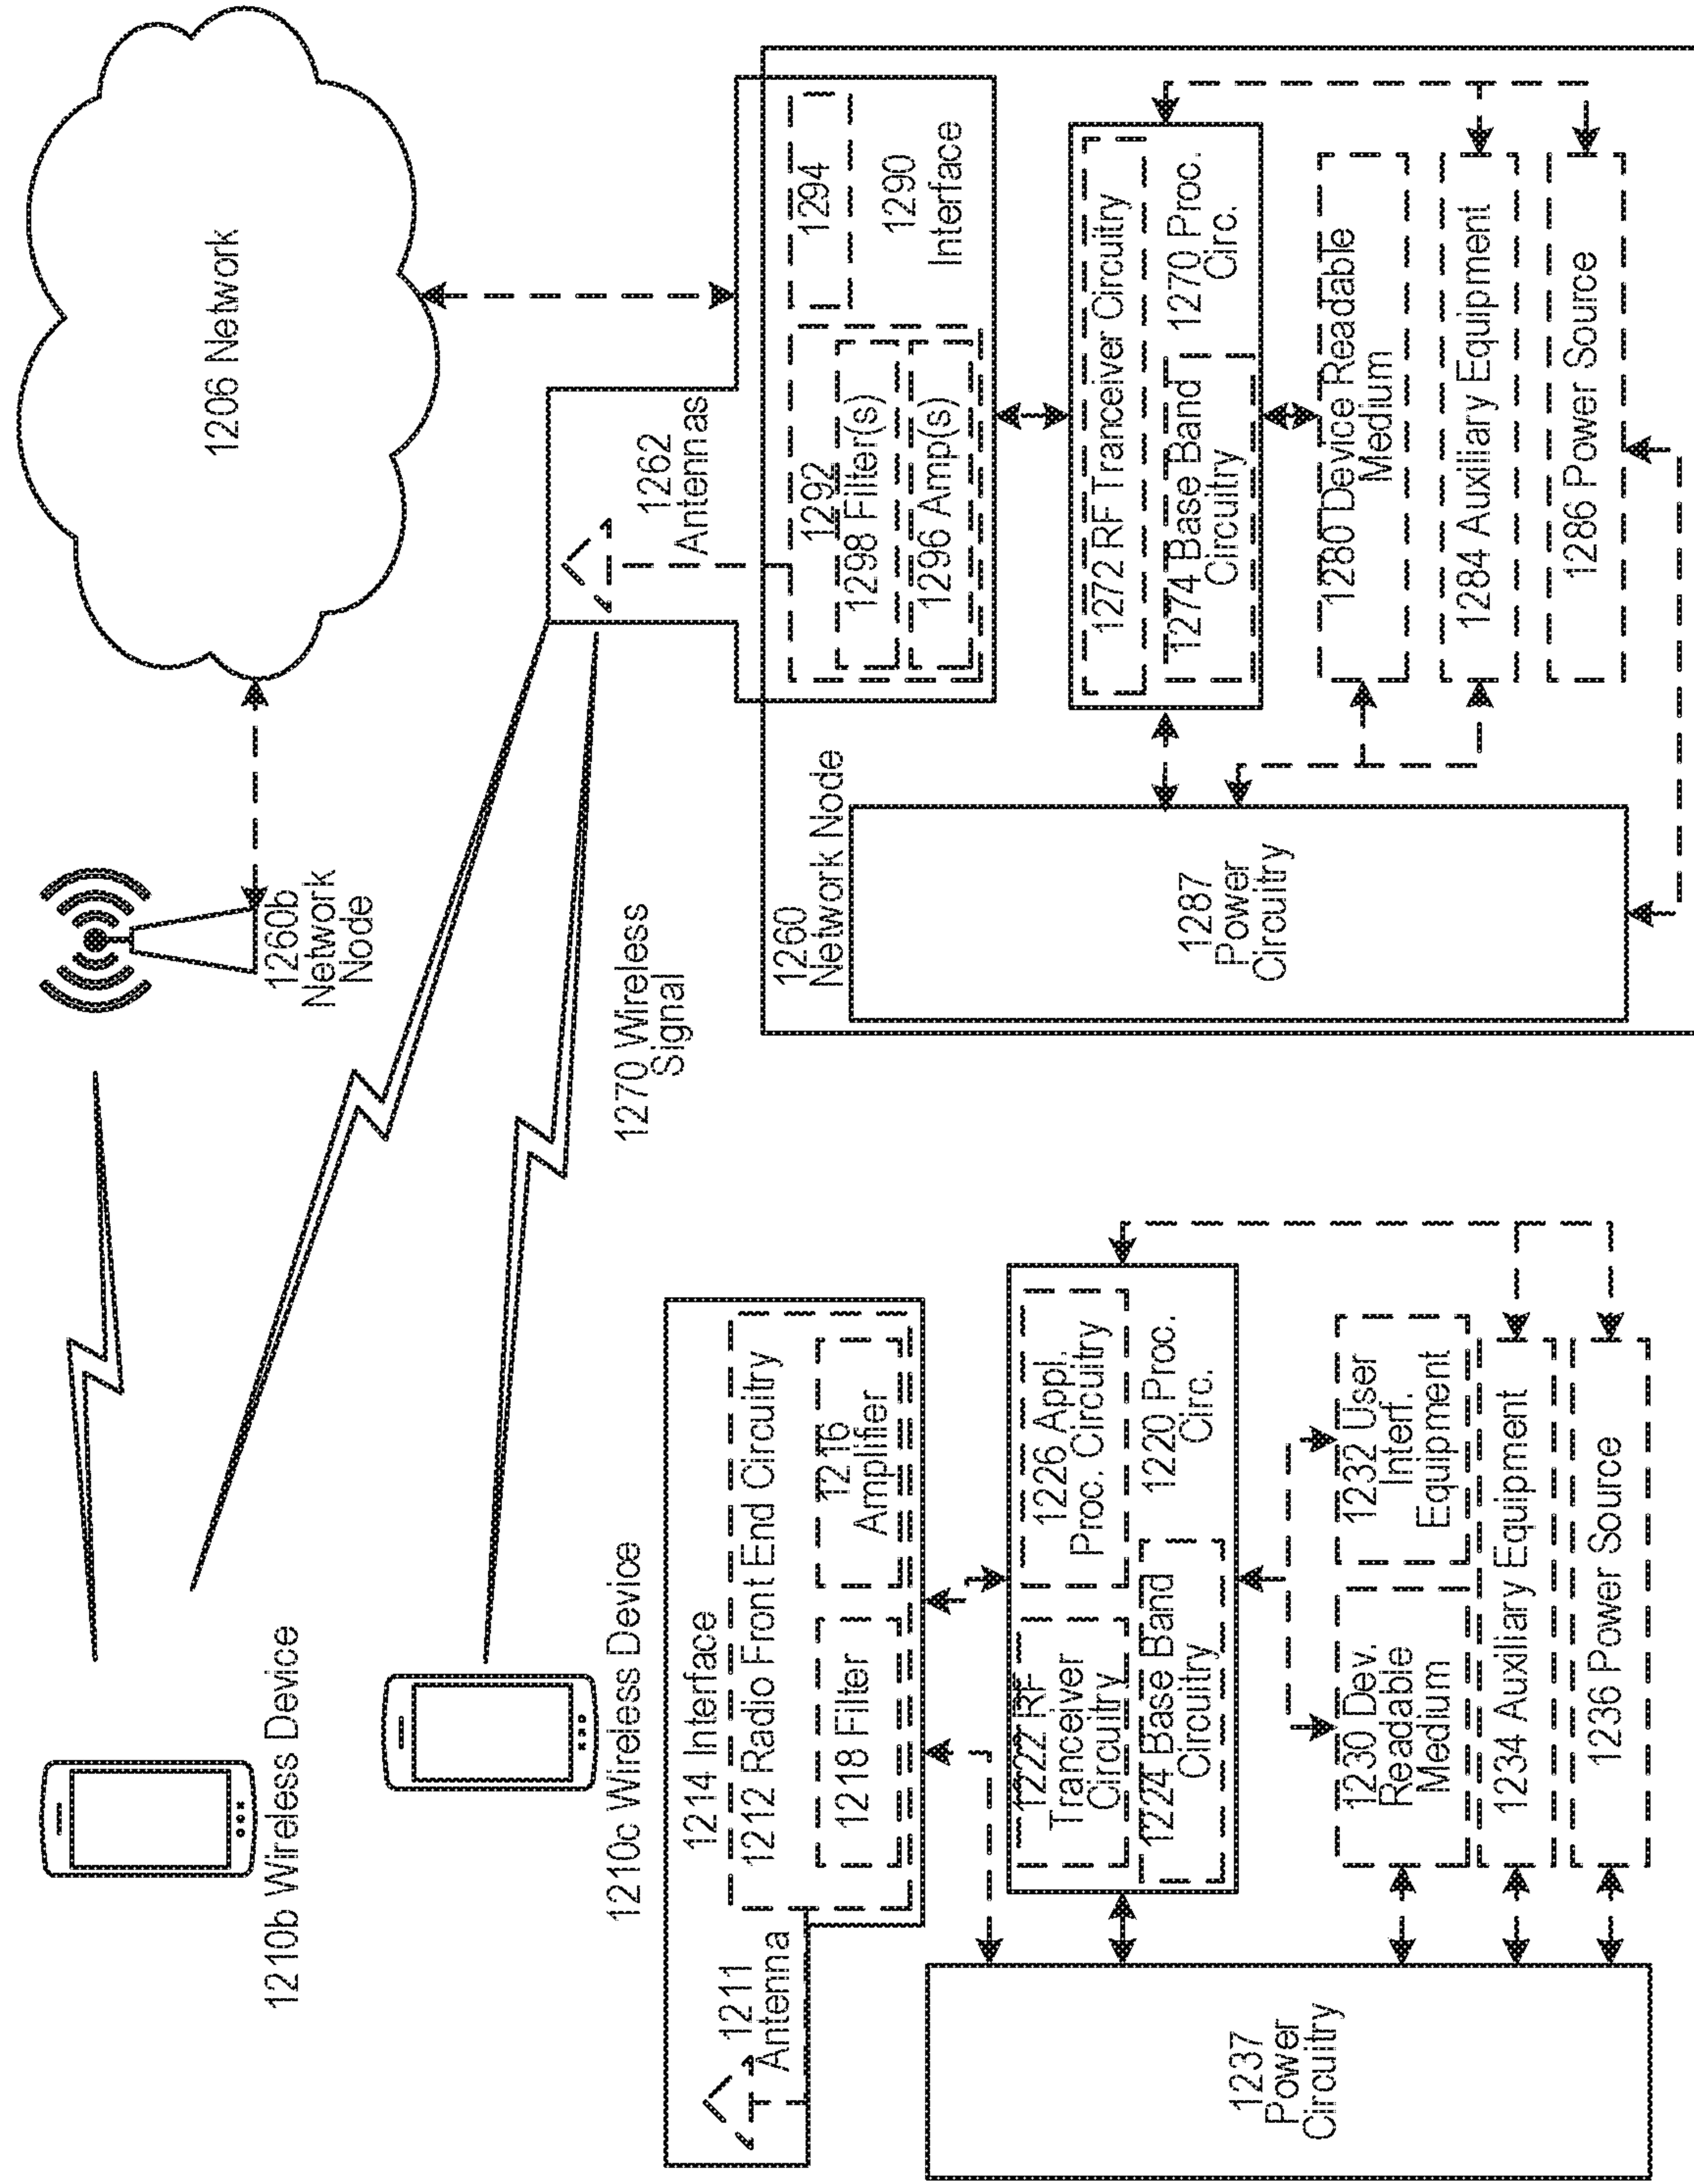 1206 Network
1260b
Network
Node
1210b Wireless Device
1262
Antennas
1270 Wireless
Signal
1210c Wireless Device
1260
Network Node
1292
1298 Filter(s)
1296 Amp(s)
1294
1290
Interface
1272 RF Tranceiver Circuitry
1274 Base Band
Circuitry
1270 Proc.
Circ.
1280 Device Readable
Medium
1284 Auxiliary Equipment
1286 Power Source
1287
Power
Circuitry
1211
Antenna
1214 Interface
1212 Radio Front End Circuitry
1218 Filter
1216
Amplifier
1222 RF
Tranceiver
Circuitry
1226 Appl.
Proc. Circuitry
1224 Base Band
Circuitry
1220 Proc.
Circ.
1230 Dev.
Readable
Medium
1232 User
Interf.
Equipment
1234 Auxiliary Equipment
1236 Power Source
1237
Power
Circuitry